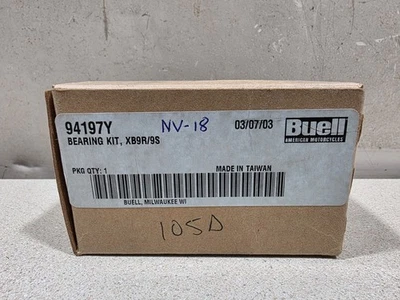 94197Y NV-18 03/07/03 Buell
BEARING KIT, XB9R/9S AMERICAN MOTORCYCLES
PKG QTY: 1 MADE IN TAIWAN
BUELL, MILWAUKEE WI
105D